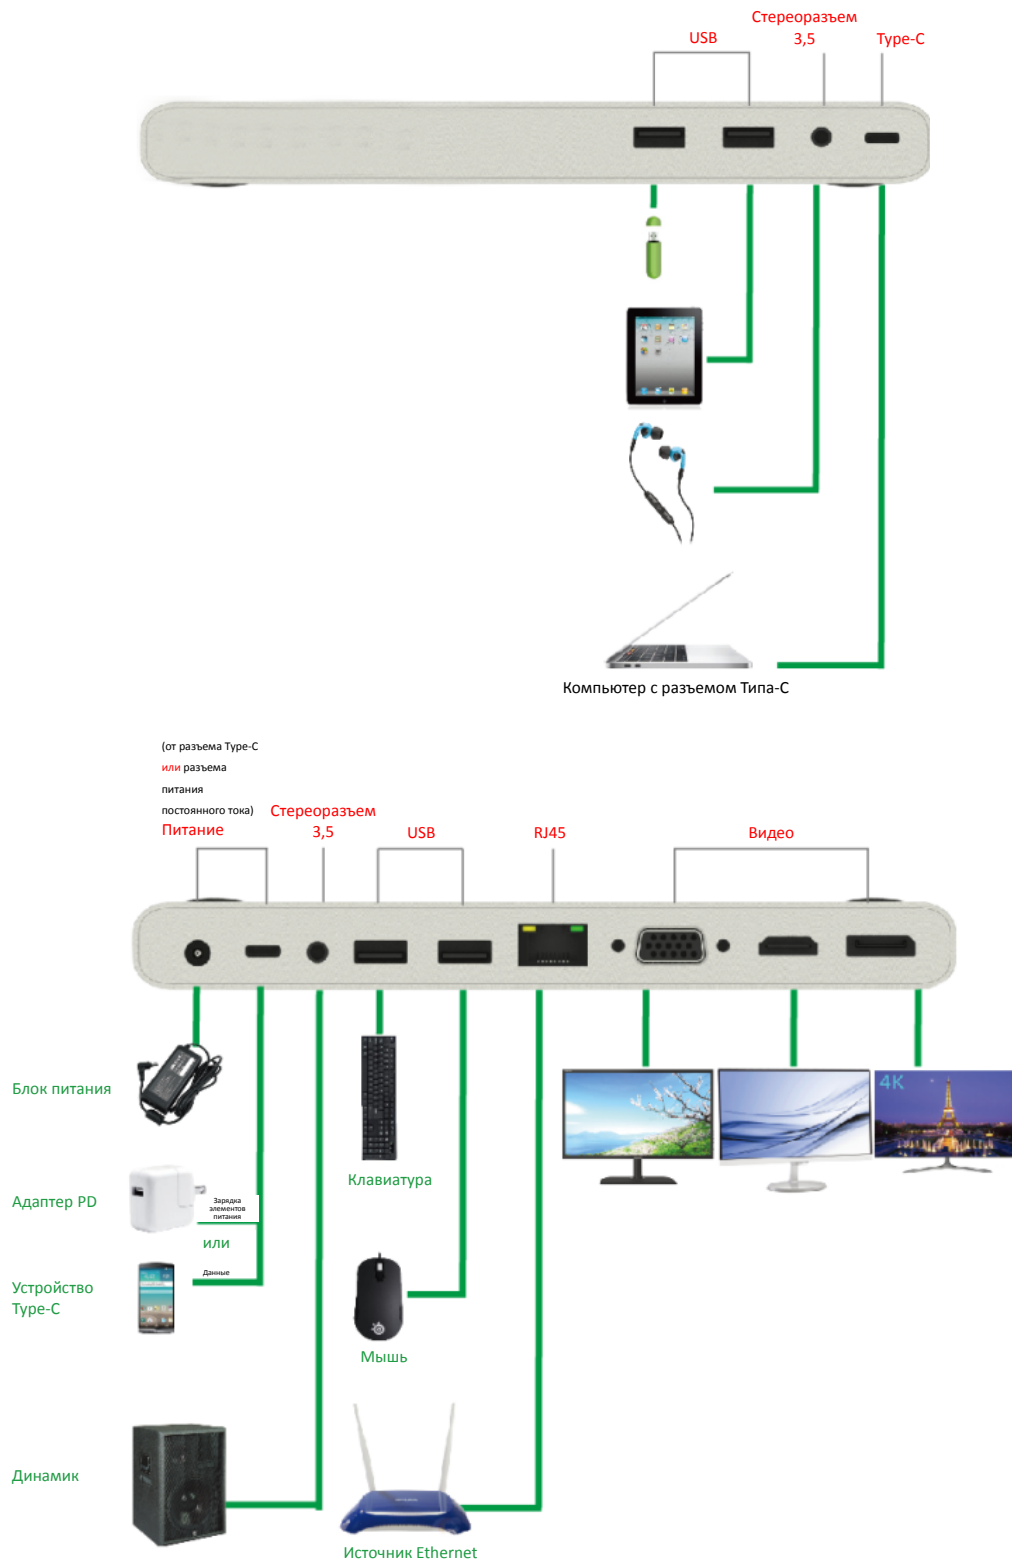 Стереоразъем
USB
3,5
Type-C
Компьютер с разъемом Типа-C
(от разъема Type-C
или разъема
питания
постоянного тока)
Питание
Стереоразъем
3,5
USB
RJ45
Видео
Блок питания
4K
Клавиатура
Адаптер PD
Зарядка
элементов
питания
или
Данные
Устройство
Type-C
Мышь
Динамик
Источник Ethernet